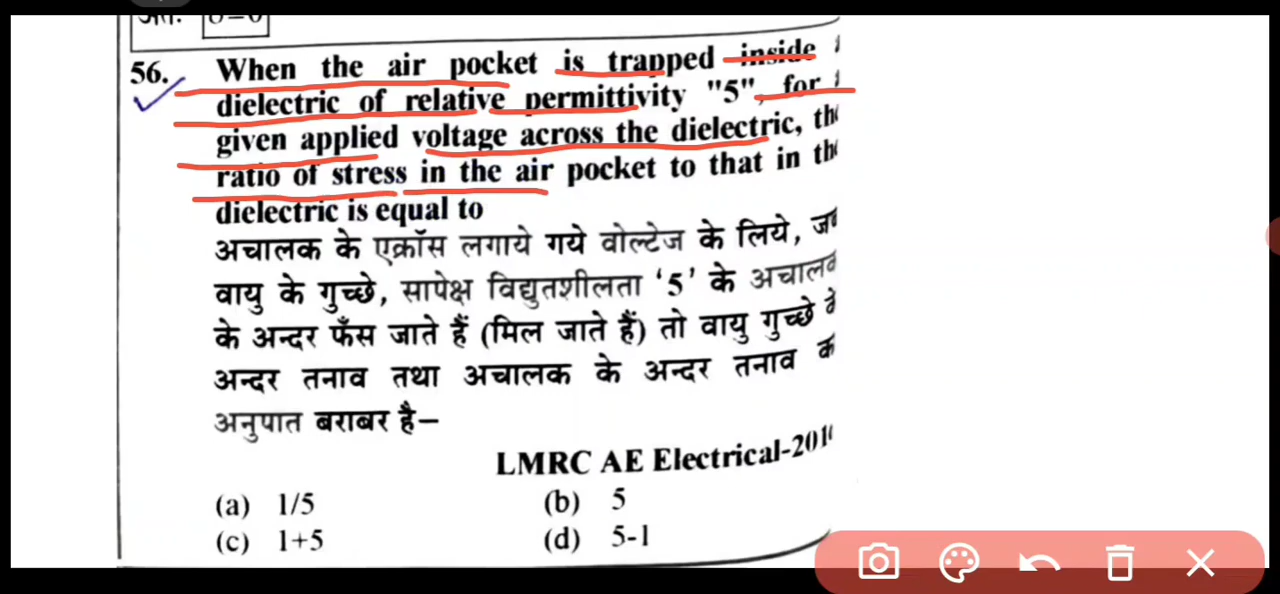 56. When the air pocket is trapped inside
dielectric of relative permittivity "5", for
given applied voltage across the dielectric,
ratio of stress in the air pocket to that in
dielectric is equal to
अचालक के एक्रॉस लगाये गये वोल्टेज के लिये,
वायु के गुच्छे, सापेक्ष विद्युतशीलता '5' के
के अन्दर फँस जाते हैं (मिल जाते हैं) तो वायु गुच्छे
अन्दर तनाव तथा अचालक के अन्दर तनाव
अनुपात बराबर है–
LMRC AE Electrical-
(a) 1/5 (b) 5
(c) 1+5 (d) 5-1